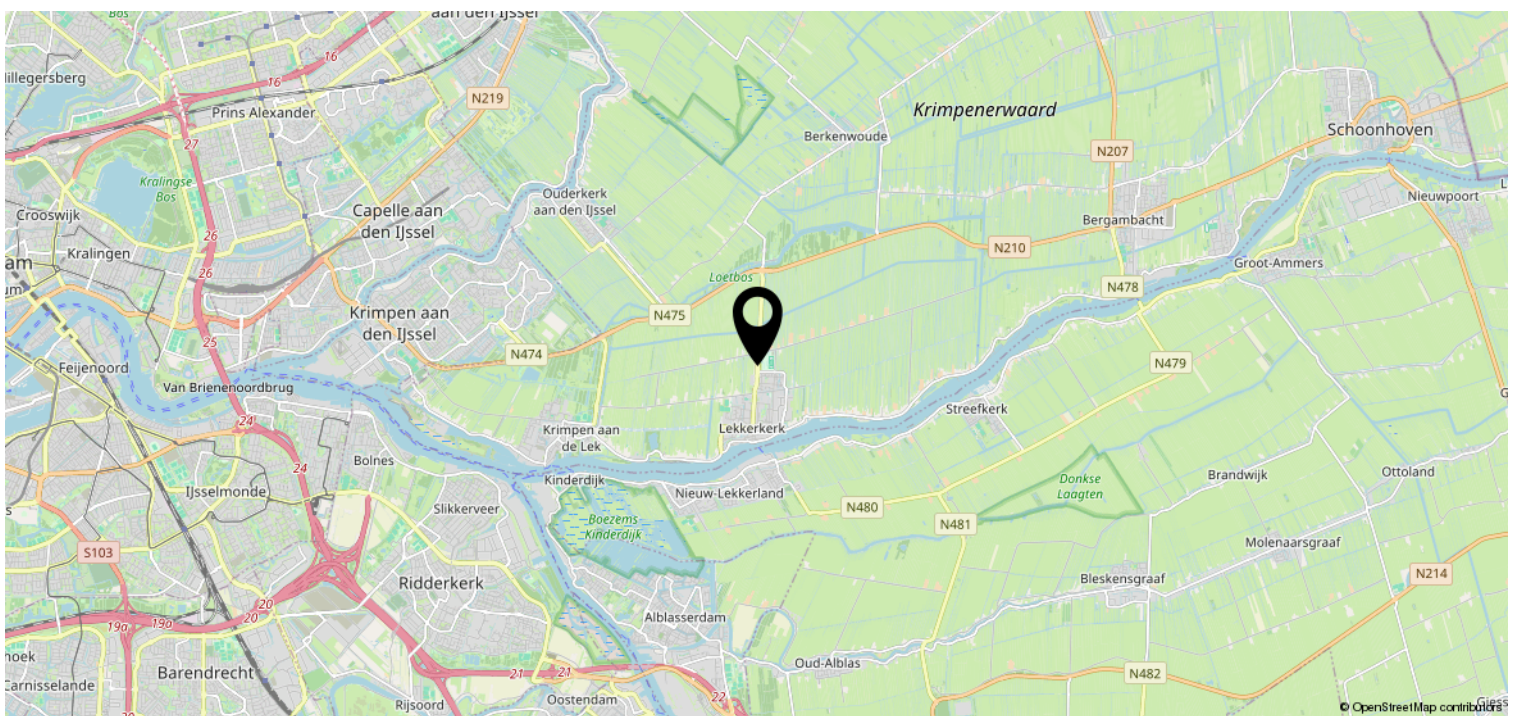 Bos
aan den IJssel
16
16
Hillegersberg
N219
Prins Alexander
Krimpenerwaard
Berkenwoude
Schoonhoven
27
N207
Kralingse
Bos
Ouderkerk
aan den IJssel
Nieuwpoort
Crooswijk
Capelle aan
den IJssel
Bergambacht
26
N210
Kralingen
am
26
Loetbos
Groot-Ammers
um
N478
Krimpen aan
den IJssel
N475
25
N474
N479
Feijenoord
Van Brienenoordbrug
24
Streefkerk
Lekkerkerk
Krimpen aan
de Lek
24
Bolnes
Kinderdijk
Donkse
Laagten
Brandwijk
Ottoland
IJsselmonde
Nieuw-Lekkerland
Slikkerveer
N480
Boezems
Kinderdijk
N481
S103
Molenaarsgraaf
Ridderkerk
Bleskensgraaf
N214
20
20
Alblasserdam
19a
19a
hoek
Barendrecht
Oud-Alblas
21
21
N482
Carnisselande
22
Rijsoord
Oostendam
20
© OpenStreetMap contributors